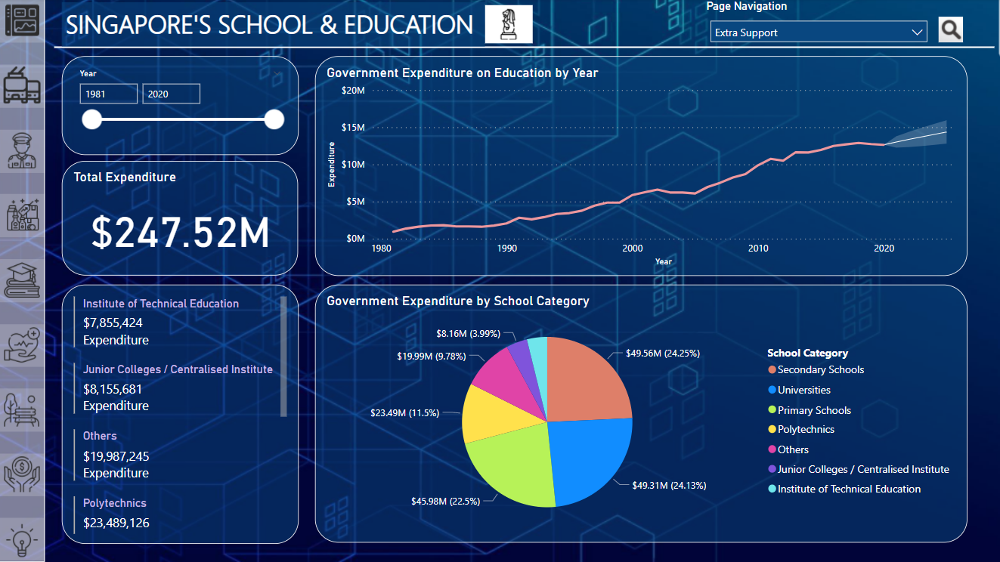 SINGAPORE'S SCHOOL & EDUCATION
Page Navigation
Extra Support
Year
1981
2020
Total Expenditure
$247.52M
Institute of Technical Education
$7,855,424
Expenditure
Junior Colleges / Centralised Institute
$8,155,681
Expenditure
Others
$19,987,245
Expenditure
Polytechnics
$23,489,126
Government Expenditure on Education by Year
Expenditure
$20M
$15M
$10M
$5M
$0M
1980
1990
2000
2010
2020
Year
Government Expenditure by School Category
$8.16M (3.99%)
$19.99M (9.78%)
$23.49M (11.5%)
$45.98M (22.5%)
$49.56M (24.25%)
$49.31M (24.13%)
School Category
Secondary Schools
Universities
Primary Schools
Polytechnics
Others
Junior Colleges / Centralised Institute
Institute of Technical Education